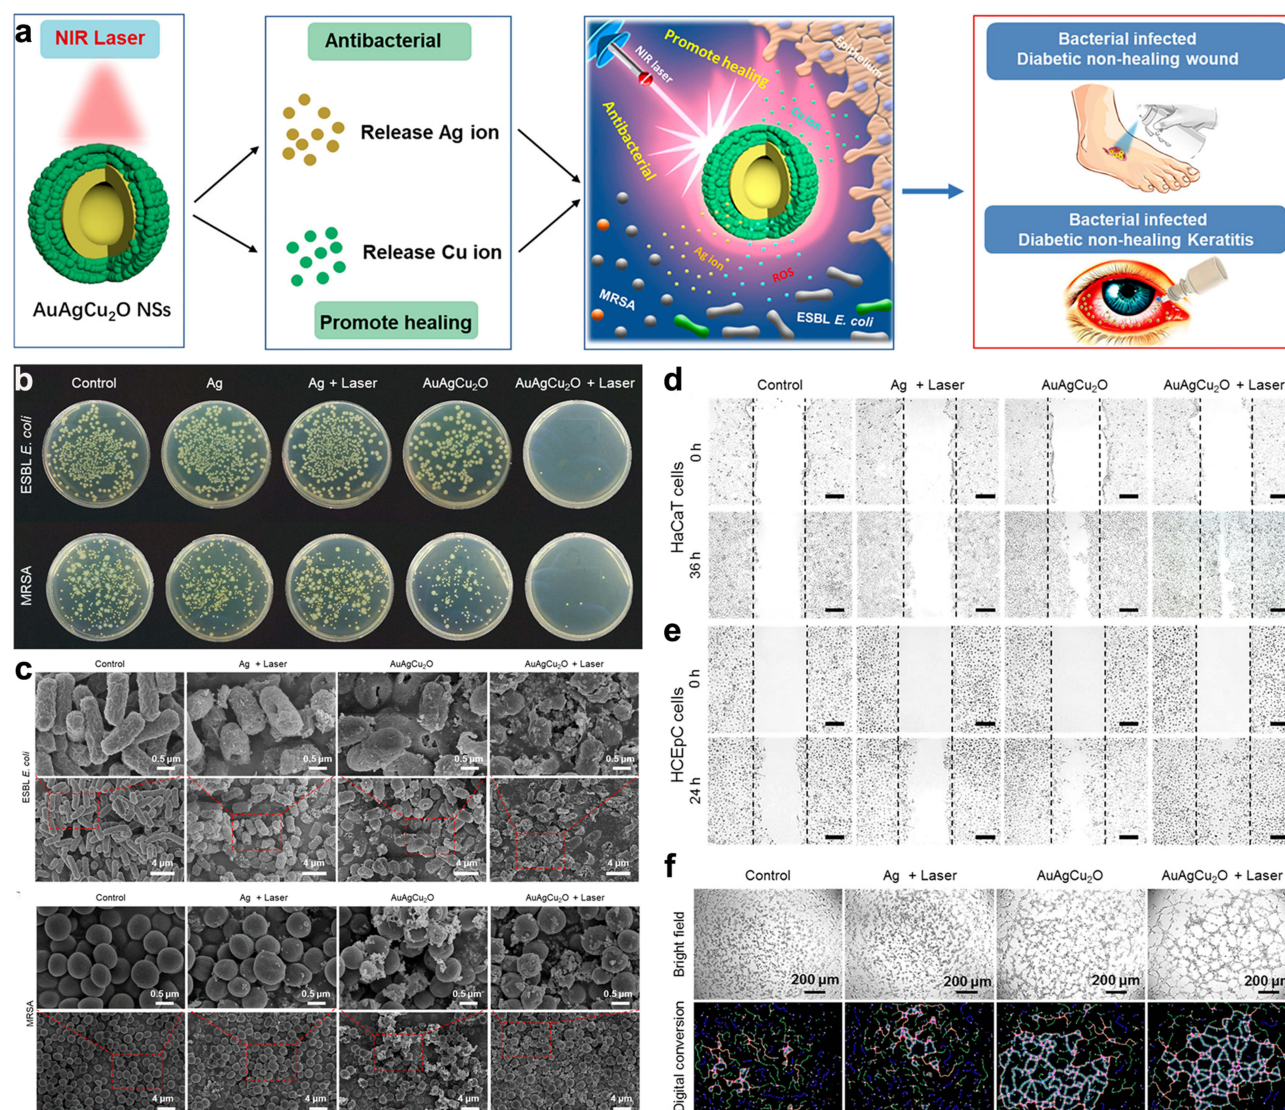 a
NIR Laser
AuAgCu₂O NSs
Antibacterial
Release Ag ion
Release Cu ion
Promote healing
NIR laser
Promote healing
Epithelium
Antibacterial
Cu ion
Ag ion
ROS
MRSA
ESBL E. coli
Bacterial infected
Diabetic non-healing wound
Bacterial infected
Diabetic non-healing Keratitis
b
Control Ag Ag + Laser AuAgCu₂O AuAgCu₂O + Laser
ESBL E. coli
MRSA
c
Control Ag + Laser AuAgCu₂O AuAgCu₂O + Laser
ESBL E. coli
0.5 µm 0.5 µm 0.5 µm 0.5 µm
4 µm 4 µm 4 µm 4 µm
Control Ag + Laser AuAgCu₂O AuAgCu₂O + Laser
MRSA
0.5 µm 0.5 µm 0.5 µm 0.5 µm
4 µm 4 µm 4 µm 4 µm
d
Control Ag + Laser AuAgCu₂O AuAgCu₂O + Laser
HaCaT cells
0 h
36 h
e
HCEpC cells
0 h
24 h
f
Control Ag + Laser AuAgCu₂O AuAgCu₂O + Laser
Bright field
200 µm 200 µm 200 µm 200 µm
Digital conversion